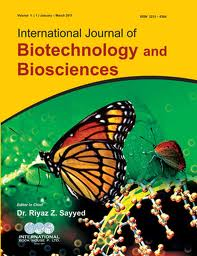 International Journal of
Biotechnology and
Biosciences
Editor in Chief
Dr. Riyaz Z. Sayyed
INTERNATIONAL
BOOK HOUSE P. LTD.